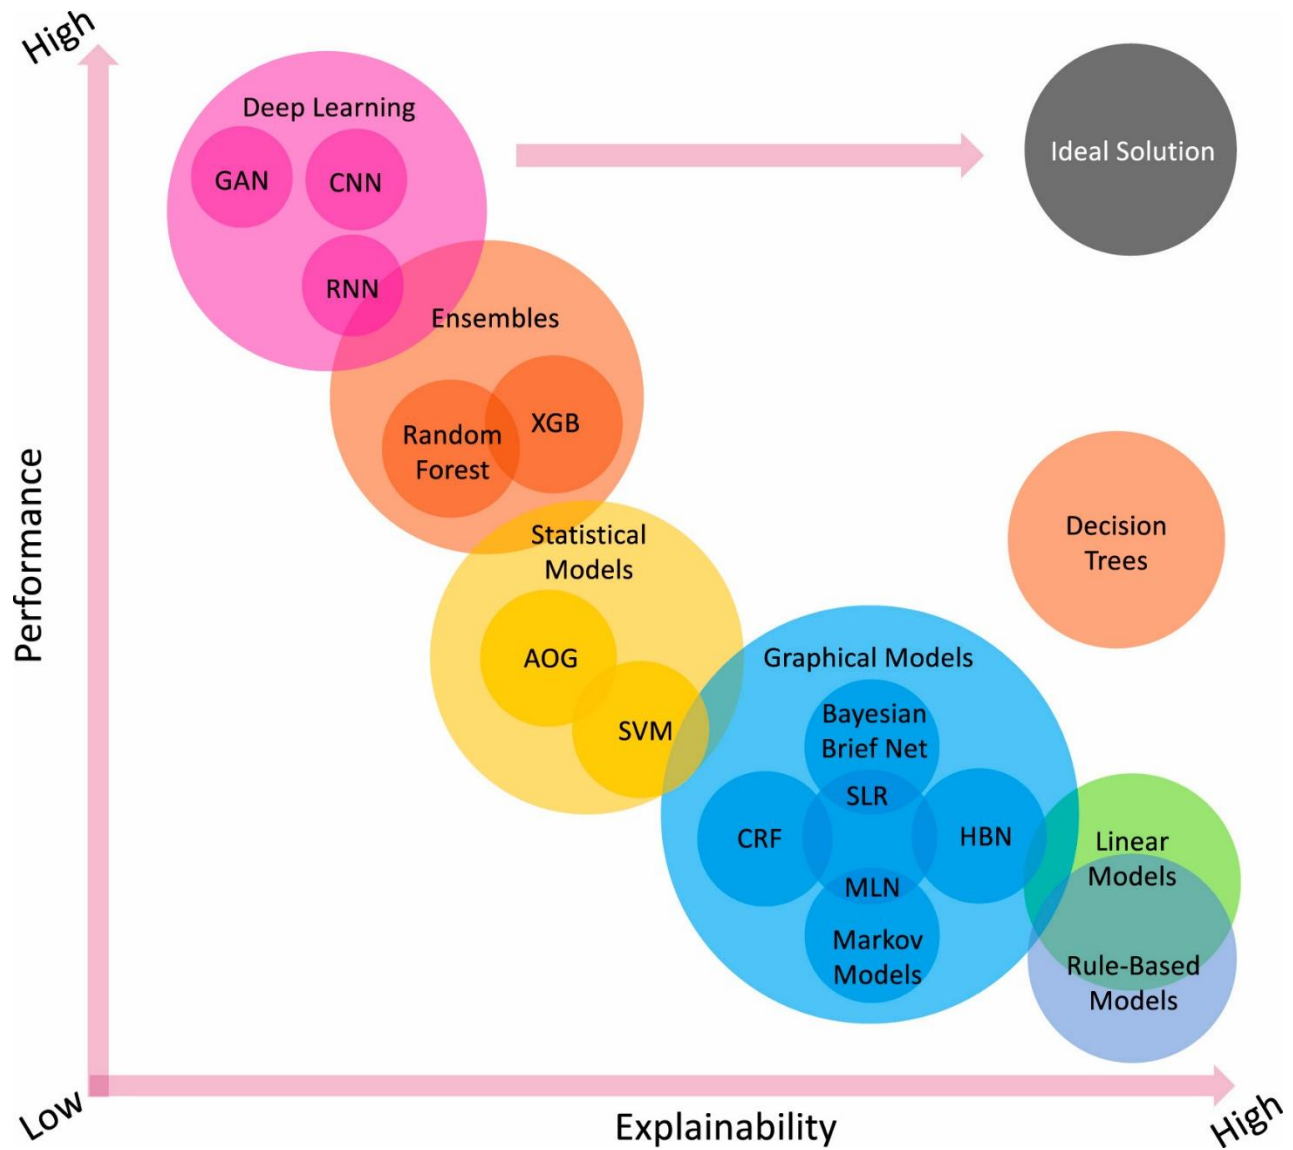 High
Deep Learning
GAN
CNN
RNN
Ideal Solution
Ensembles
Random
Forest
XGB
Decision
Trees
Statistical
Models
AOG
SVM
Graphical Models
Bayesian
Brief Net
SLR
CRF
HBN
MLN
Markov
Models
Linear
Models
Rule-Based
Models
Performance
Low
Explainability
High